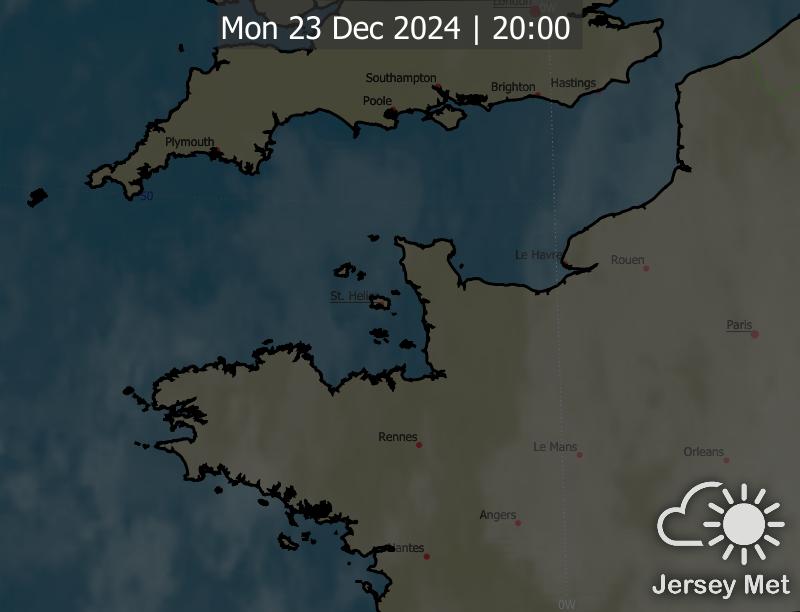 London
0W
Mon 23 Dec 2024 | 20:00
Southampton
Brighton
Hastings
Poole
Plymouth
50
Le Havre
Rouen
St. Helier
Paris
Rennes
Le Mans
Orleans
Angers
Nantes
Jersey Met
0W